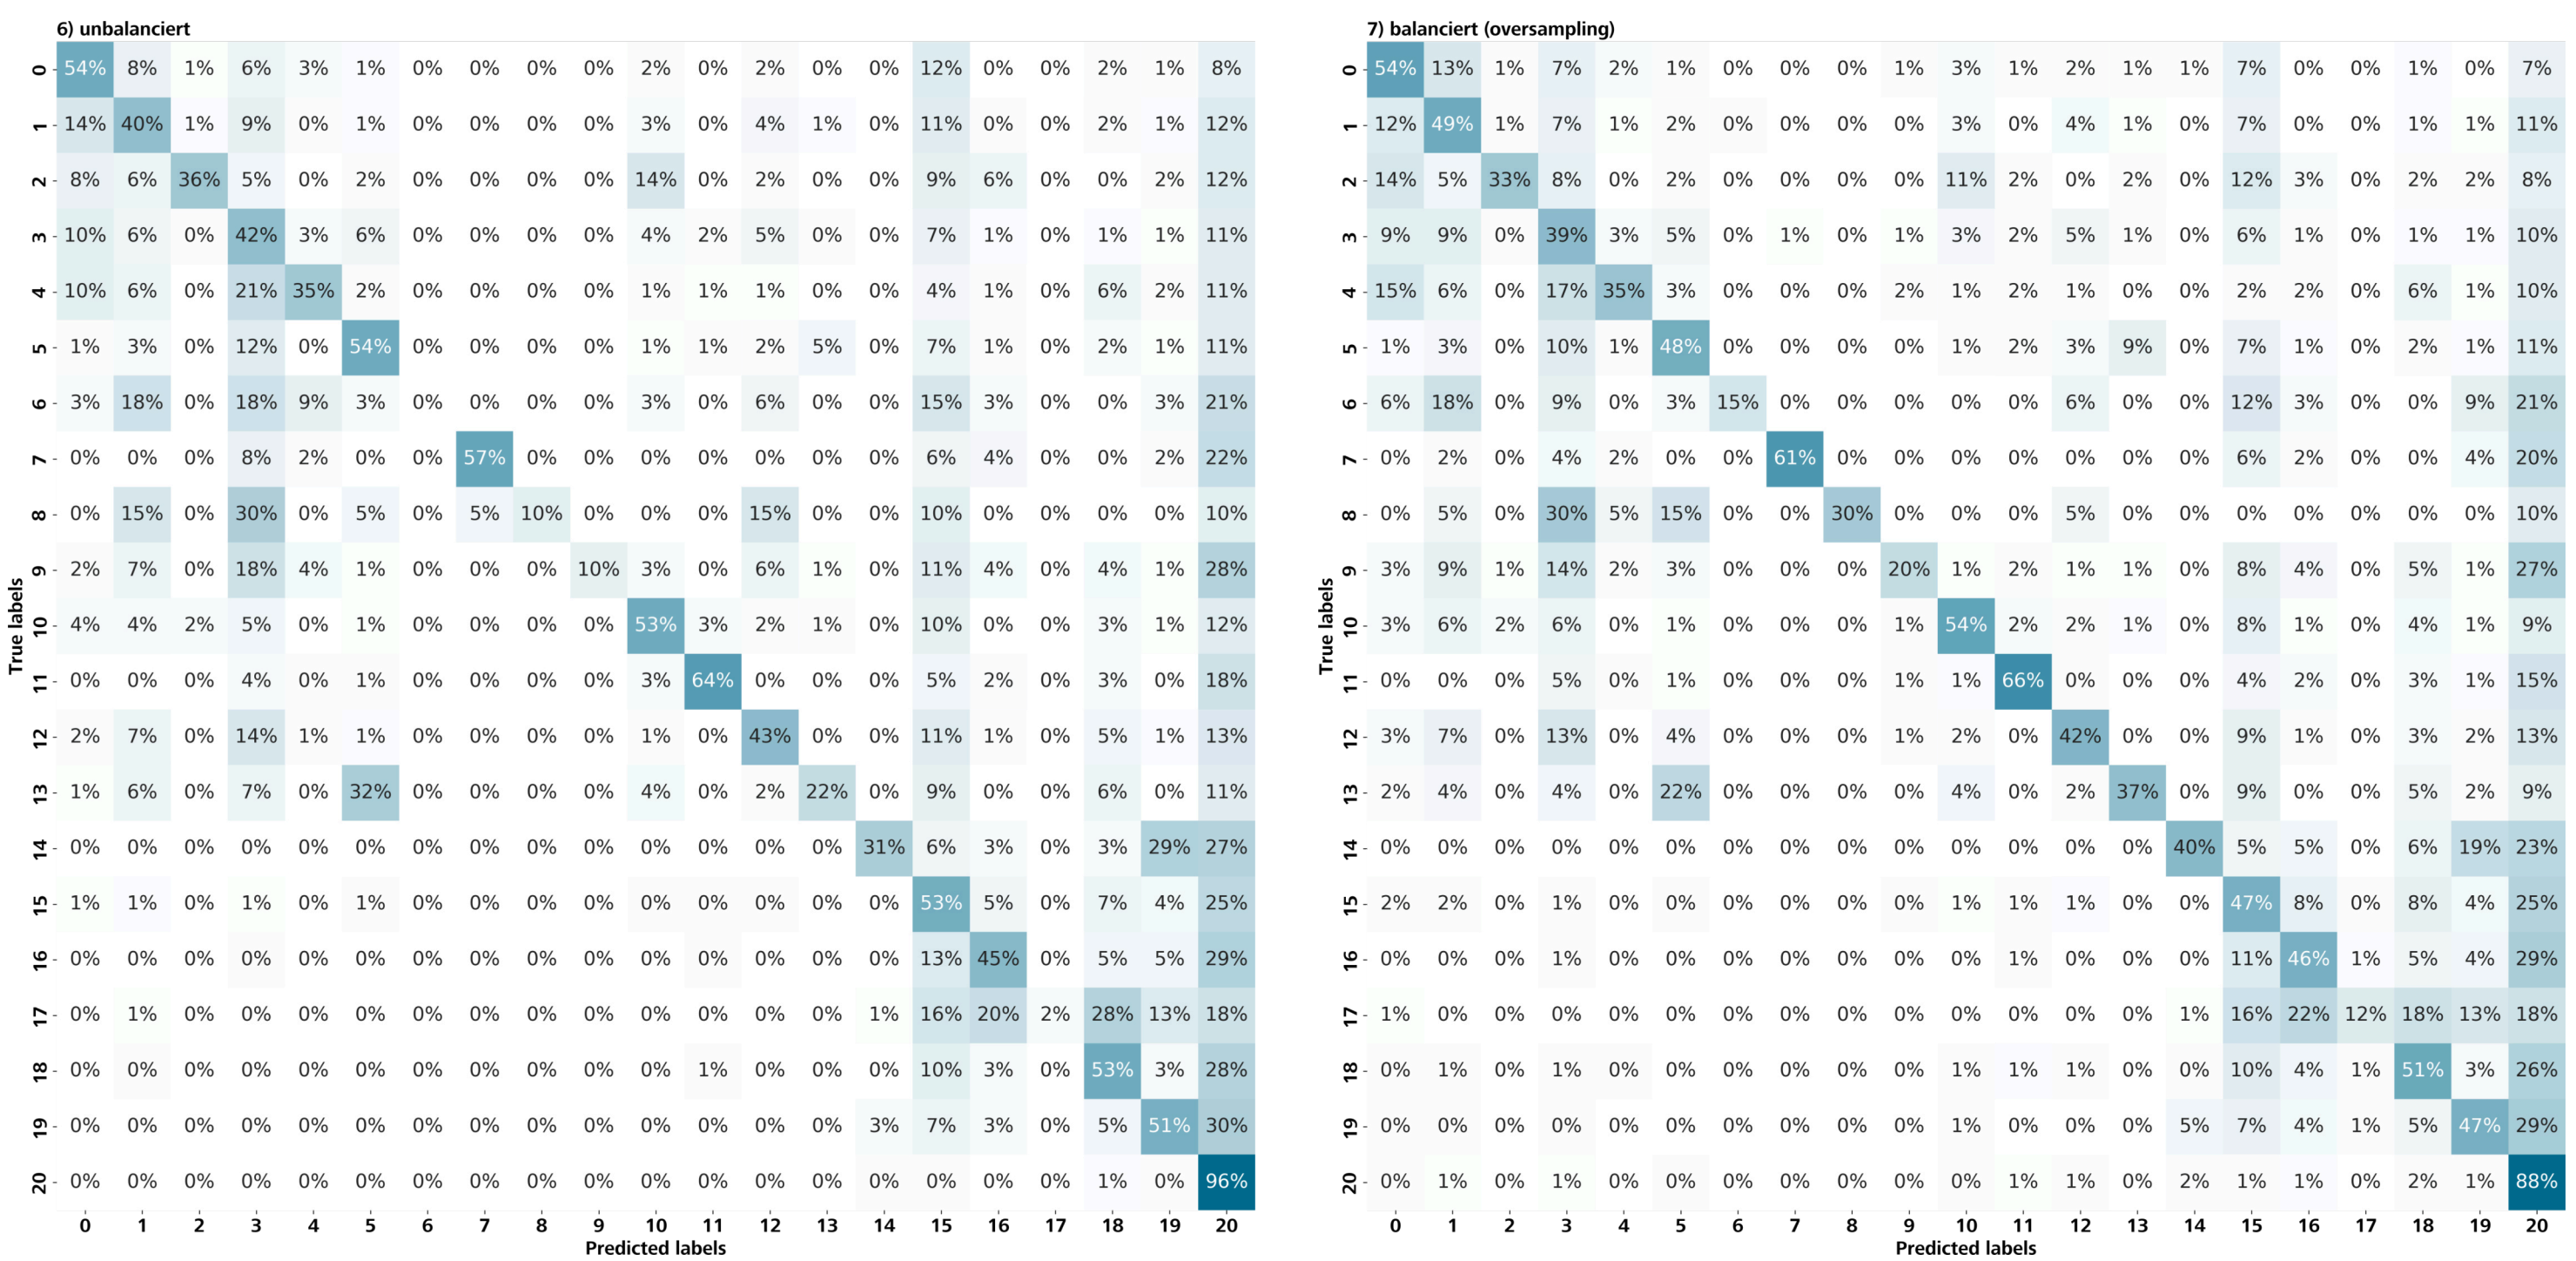 6) unbalanciert
0 54% 8% 1% 6% 3% 1% 0% 0% 0% 0% 2% 0% 2% 0% 0% 12% 0% 0% 2% 1% 8%
1 14% 40% 1% 9% 0% 1% 0% 0% 0% 0% 3% 0% 4% 1% 0% 11% 0% 0% 2% 1% 12%
2 8% 6% 36% 5% 0% 2% 0% 0% 0% 0% 14% 0% 2% 0% 0% 9% 6% 0% 0% 2% 12%
3 10% 6% 0% 42% 3% 6% 0% 0% 0% 0% 4% 2% 5% 0% 0% 7% 1% 0% 1% 1% 11%
4 10% 6% 0% 21% 35% 2% 0% 0% 0% 0% 1% 1% 1% 0% 0% 4% 1% 0% 6% 2% 11%
5 1% 3% 0% 12% 0% 54% 0% 0% 0% 0% 1% 1% 2% 5% 0% 7% 1% 0% 2% 1% 11%
6 3% 18% 0% 18% 9% 3% 0% 0% 0% 0% 3% 0% 6% 0% 0% 15% 3% 0% 0% 3% 21%
7 0% 0% 0% 8% 2% 0% 0% 57% 0% 0% 0% 0% 0% 0% 0% 6% 4% 0% 0% 2% 22%
8 0% 15% 0% 30% 0% 5% 0% 5% 10% 0% 0% 0% 15% 0% 0% 10% 0% 0% 0% 0% 10%
9 2% 7% 0% 18% 4% 1% 0% 0% 0% 10% 3% 0% 6% 1% 0% 11% 4% 0% 4% 1% 28%
10 4% 4% 2% 5% 0% 1% 0% 0% 0% 0% 53% 3% 2% 1% 0% 10% 0% 0% 3% 1% 12%
11 0% 0% 0% 4% 0% 1% 0% 0% 0% 0% 3% 64% 0% 0% 0% 5% 2% 0% 3% 0% 18%
12 2% 7% 0% 14% 1% 1% 0% 0% 0% 0% 1% 0% 43% 0% 0% 11% 1% 0% 5% 1% 13%
13 1% 6% 0% 7% 0% 32% 0% 0% 0% 0% 4% 0% 2% 22% 0% 9% 0% 0% 6% 0% 11%
14 0% 0% 0% 0% 0% 0% 0% 0% 0% 0% 0% 0% 0% 0% 31% 6% 3% 0% 3% 29% 27%
15 1% 1% 0% 1% 0% 1% 0% 0% 0% 0% 0% 0% 0% 0% 0% 53% 5% 0% 7% 4% 25%
16 0% 0% 0% 0% 0% 0% 0% 0% 0% 0% 0% 0% 0% 0% 0% 13% 45% 0% 5% 5% 29%
17 0% 1% 0% 0% 0% 0% 0% 0% 0% 0% 0% 0% 0% 0% 1% 16% 20% 2% 28% 13% 18%
18 0% 0% 0% 0% 0% 0% 0% 0% 0% 0% 0% 1% 0% 0% 0% 10% 3% 0% 53% 3% 28%
19 0% 0% 0% 0% 0% 0% 0% 0% 0% 0% 0% 0% 0% 0% 3% 7% 3% 0% 5% 51% 30%
20 0% 0% 0% 0% 0% 0% 0% 0% 0% 0% 0% 0% 0% 0% 0% 0% 0% 0% 1% 0% 96%
0 1 2 3 4 5 6 7 8 9 10 11 12 13 14 15 16 17 18 19 20
Predicted labels
True labels
7) balanciert (oversampling)
0 54% 13% 1% 7% 2% 1% 0% 0% 0% 1% 3% 1% 2% 1% 1% 7% 0% 0% 1% 0% 7%
1 12% 49% 1% 7% 1% 2% 0% 0% 0% 0% 3% 0% 4% 1% 0% 7% 0% 0% 1% 1% 11%
2 14% 5% 33% 8% 0% 2% 0% 0% 0% 0% 11% 2% 0% 2% 0% 12% 3% 0% 2% 2% 8%
3 9% 9% 0% 39% 3% 5% 0% 1% 0% 1% 3% 2% 5% 1% 0% 6% 1% 0% 1% 1% 10%
4 15% 6% 0% 17% 35% 3% 0% 0% 0% 2% 1% 2% 1% 0% 0% 2% 2% 0% 6% 1% 10%
5 1% 3% 0% 10% 1% 48% 0% 0% 0% 0% 1% 2% 3% 9% 0% 7% 1% 0% 2% 1% 11%
6 6% 18% 0% 9% 0% 3% 15% 0% 0% 0% 0% 0% 6% 0% 0% 12% 3% 0% 0% 9% 21%
7 0% 2% 0% 4% 2% 0% 0% 61% 0% 0% 0% 0% 0% 0% 0% 6% 2% 0% 0% 4% 20%
8 0% 5% 0% 30% 5% 15% 0% 0% 30% 0% 0% 0% 5% 0% 0% 0% 0% 0% 0% 0% 10%
9 3% 9% 1% 14% 2% 3% 0% 0% 0% 20% 1% 2% 1% 1% 0% 8% 4% 0% 5% 1% 27%
10 3% 6% 2% 6% 0% 1% 0% 0% 0% 1% 54% 2% 2% 1% 0% 8% 1% 0% 4% 1% 9%
11 0% 0% 0% 5% 0% 1% 0% 0% 0% 1% 1% 66% 0% 0% 0% 4% 2% 0% 3% 1% 15%
12 3% 7% 0% 13% 0% 4% 0% 0% 0% 1% 2% 0% 42% 0% 0% 9% 1% 0% 3% 2% 13%
13 2% 4% 0% 4% 0% 22% 0% 0% 0% 0% 4% 0% 2% 37% 0% 9% 0% 0% 5% 2% 9%
14 0% 0% 0% 0% 0% 0% 0% 0% 0% 0% 0% 0% 0% 0% 40% 5% 5% 0% 6% 19% 23%
15 2% 2% 0% 1% 0% 0% 0% 0% 0% 0% 1% 1% 1% 0% 0% 47% 8% 0% 8% 4% 25%
16 0% 0% 0% 1% 0% 0% 0% 0% 0% 0% 0% 1% 0% 0% 0% 11% 46% 1% 5% 4% 29%
17 1% 0% 0% 0% 0% 0% 0% 0% 0% 0% 0% 0% 0% 0% 1% 16% 22% 12% 18% 13% 18%
18 0% 1% 0% 1% 0% 0% 0% 0% 0% 0% 1% 1% 1% 0% 0% 10% 4% 1% 51% 3% 26%
19 0% 0% 0% 0% 0% 0% 0% 0% 0% 0% 1% 0% 0% 0% 5% 7% 4% 1% 5% 47% 29%
20 0% 1% 0% 1% 0% 0% 0% 0% 0% 0% 0% 1% 1% 0% 2% 1% 1% 0% 2% 1% 88%
0 1 2 3 4 5 6 7 8 9 10 11 12 13 14 15 16 17 18 19 20
Predicted labels
True labels